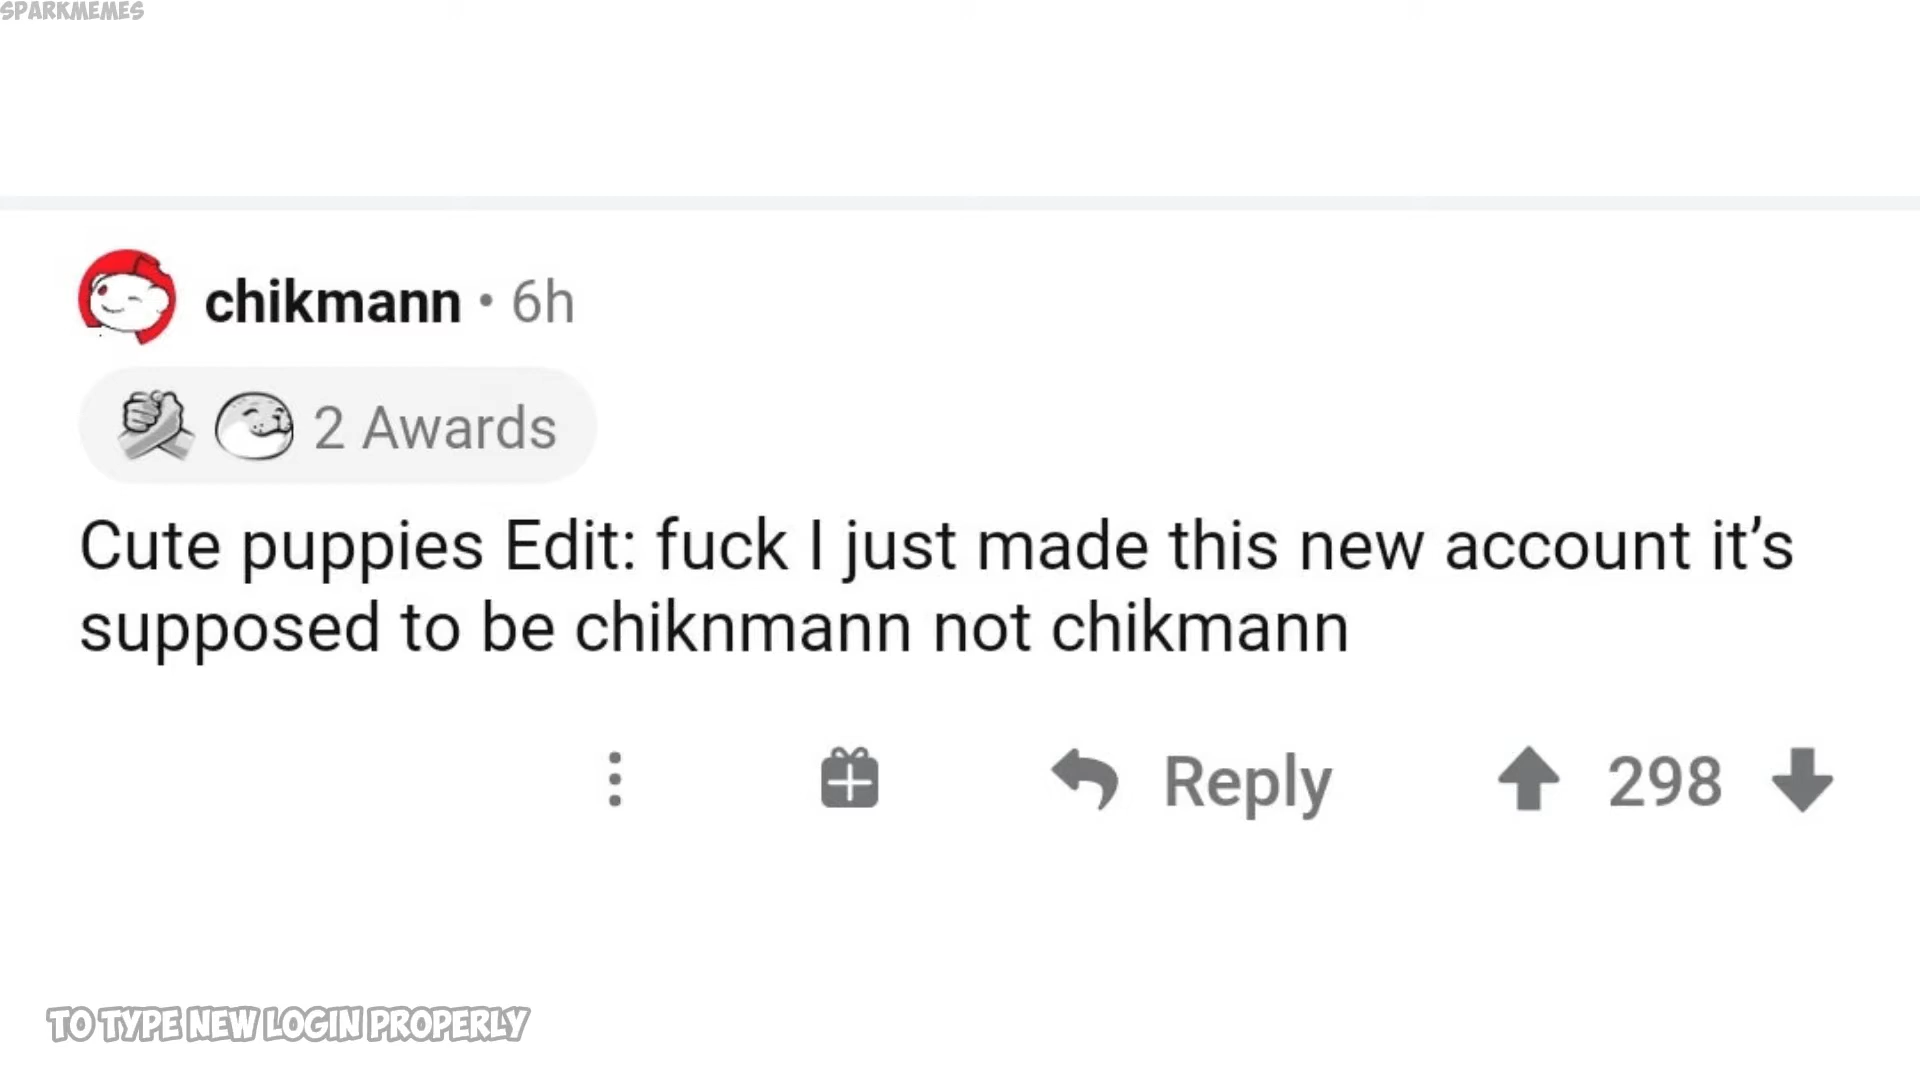 SPARKMEMES
chikmann • 6h
2 Awards
Cute puppies Edit: fuck I just made this new account it’s
supposed to be chiknmann not chikmann
Reply 298
TO TYPE NEW LOGIN PROPERLY